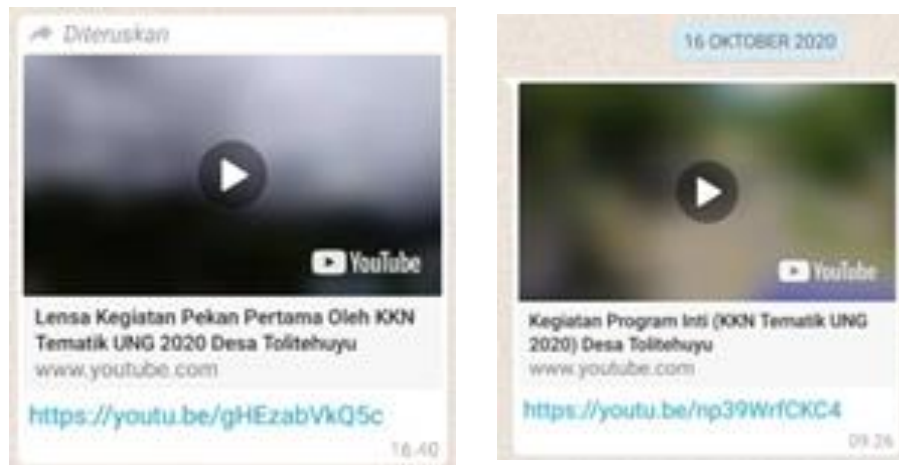 Diteruskan
YouTube
Lensa Kegiatan Pekan Pertama Oleh KKN
Tematik UNG 2020 Desa Tolitehuyu
www.youtube.com
https://youtu.be/gHEzabVkQ5c
16.40
16 OKTOBER 2020
YouTube
Kegiatan Program Inti (KKN Tematik UNG
2020) Desa Tolitehuyu
www.youtube.com
https://youtu.be/np39WrfCKC4
09.26